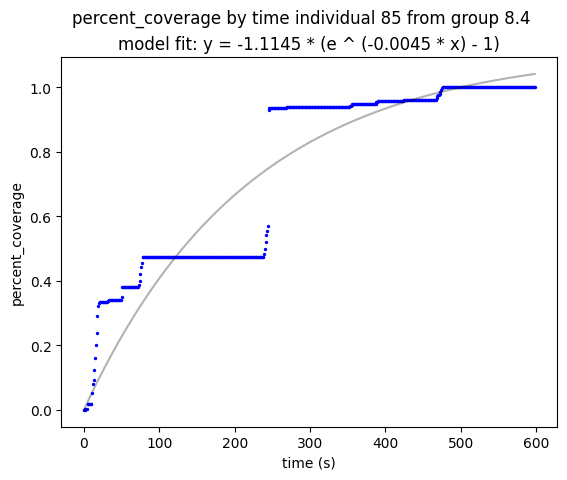 percent_coverage by time individual 85 from group 8.4
model fit: y = -1.1145 * (e ^ (-0.0045 * x) - 1)
1.0
0.8
0.6
0.4
0.2
0.0
percent_coverage
0 100 200 300 400 500 600
time (s)